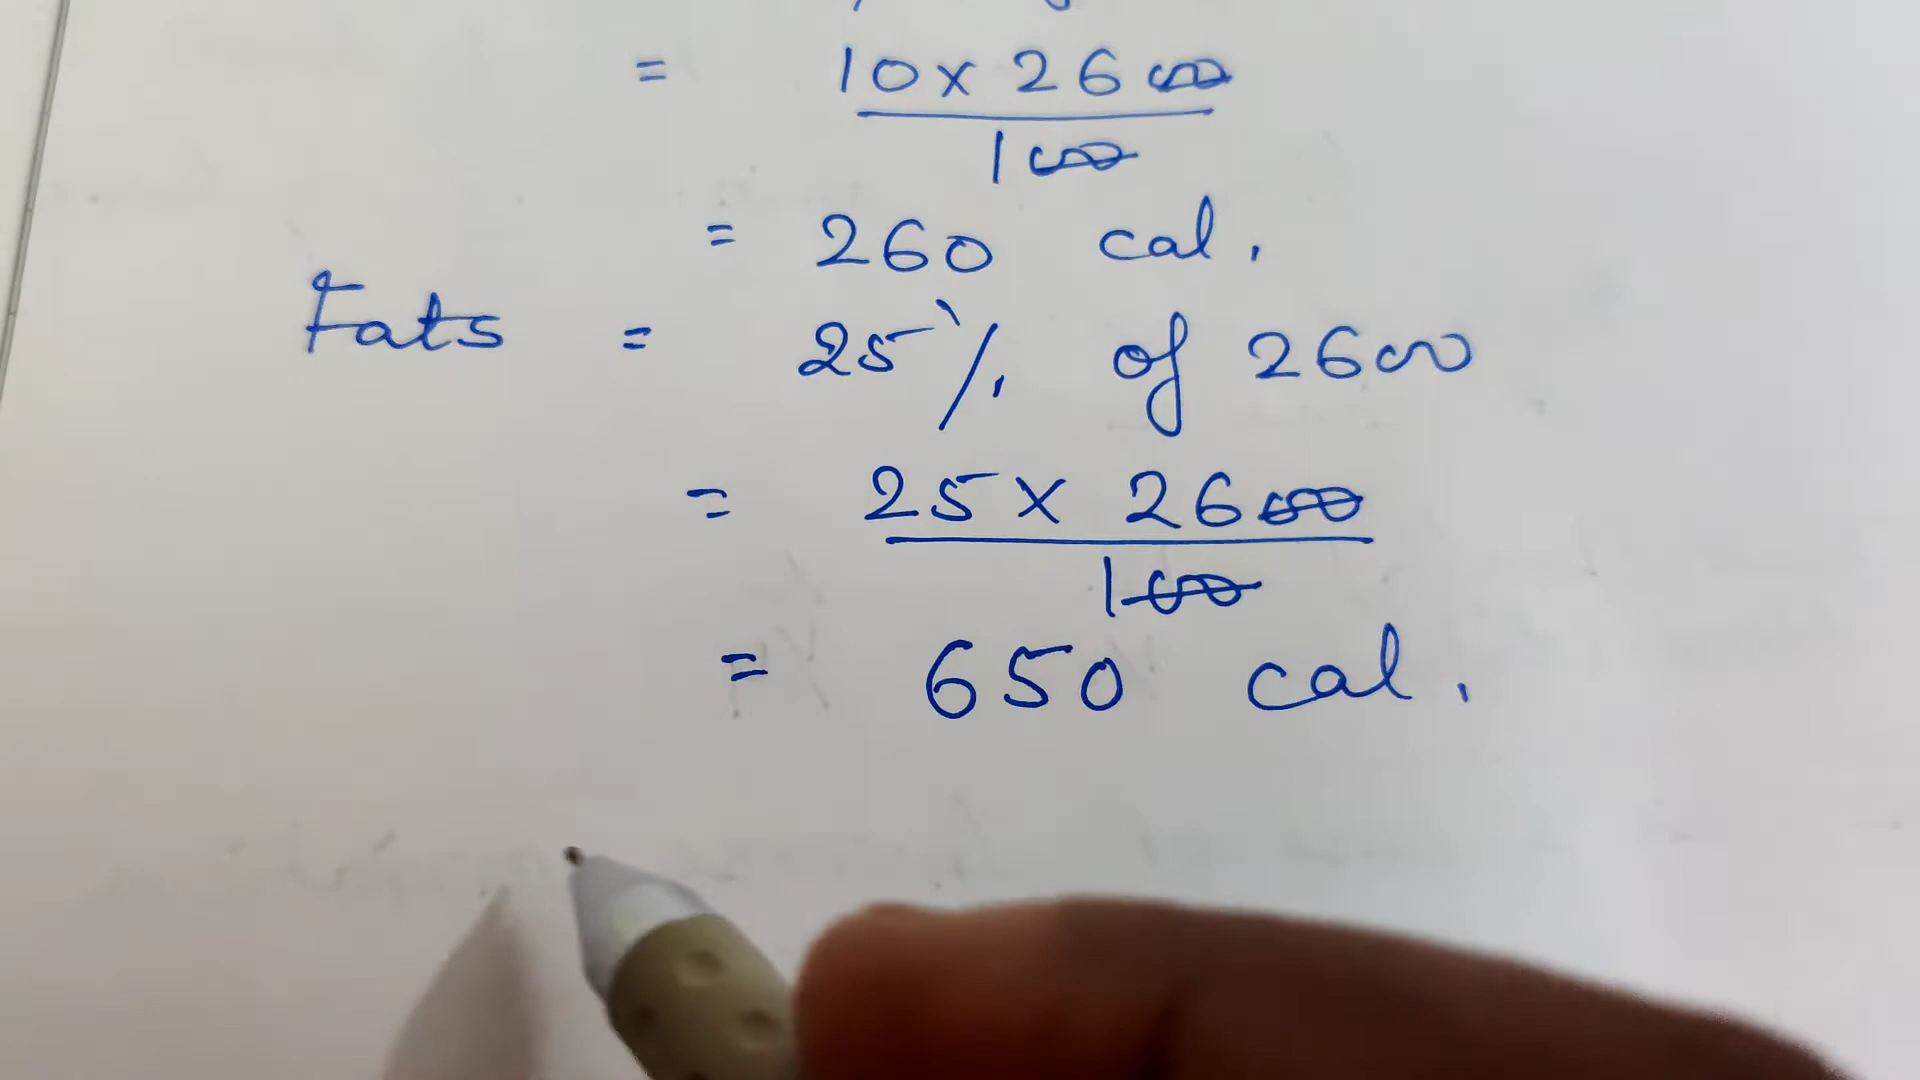 = 10 x 2600
100
= 260 cal.
Fats = 25% of 2600
= 25 x 2600
100
= 650 cal.